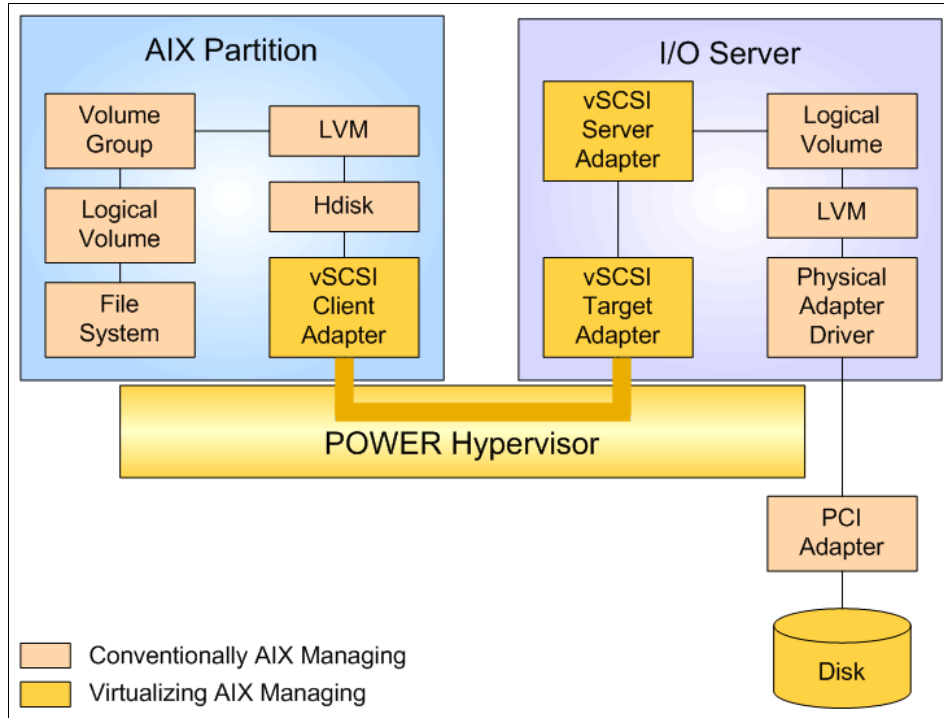 AIX Partition
Volume
Group
LVM
Hdisk
Logical
Volume
File
System
vSCSI
Client
Adapter
I/O Server
vSCSI
Server
Adapter
Logical
Volume
LVM
vSCSI
Target
Adapter
Physical
Adapter
Driver
POWER Hypervisor
PCI
Adapter
Disk
Conventionally AIX Managing
Virtualizing AIX Managing